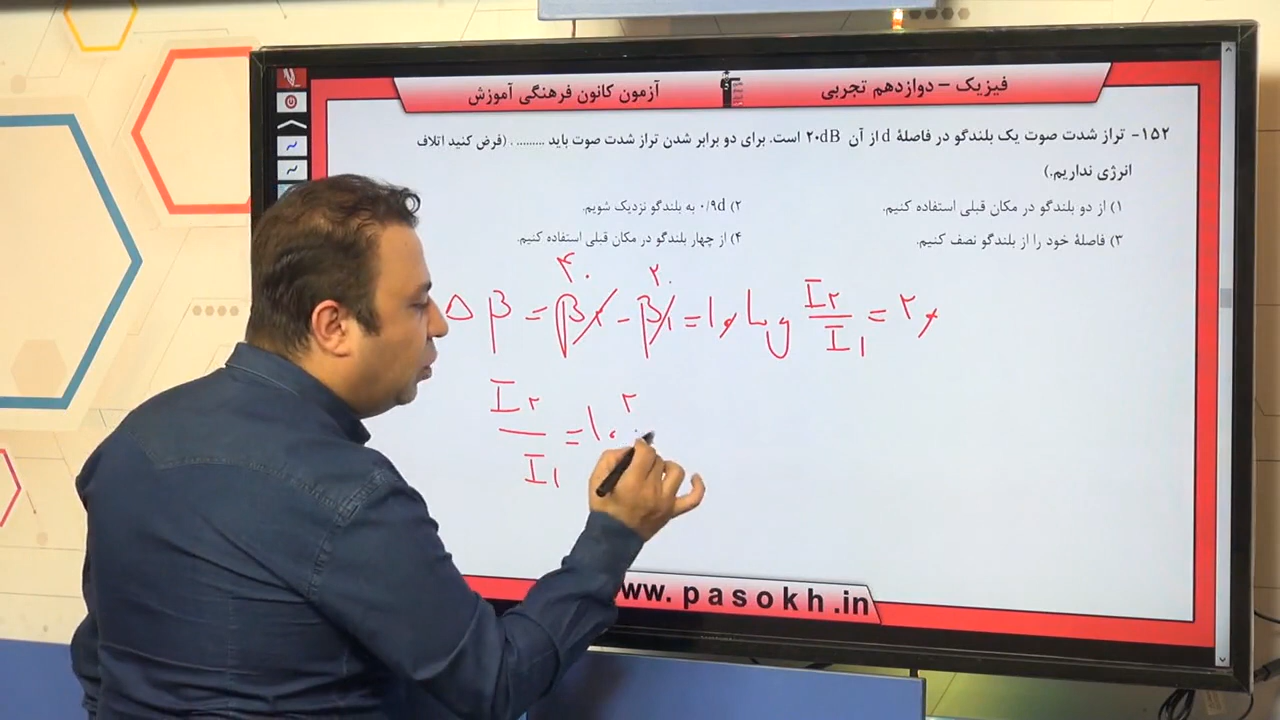 فیزیک - دوازدهم تجربی
آزمون کانون فرهنگی آموزش
۱۵۲- تراز شدت صوت یک بلندگو در فاصلهٔ d از آن ۲۰dB است. برای دو برابر شدن تراز شدت صوت باید ......... . (فرض کنید اتلاف
انرژی نداریم.)
۱) از دو بلندگو در مکان قبلی استفاده کنیم.
۲) ۰/۹d به بلندگو نزدیک شویم.
۳) فاصلهٔ خود را از بلندگو نصف کنیم.
۴) از چهار بلندگو در مکان قبلی استفاده کنیم.
۴۰ ۲۰
Δβ = β۲ - β۱ = ۱۰ Log I۲/I۱ = ۲۰
I۲/I۱ = ۱۰^۲
www.pasokh.in